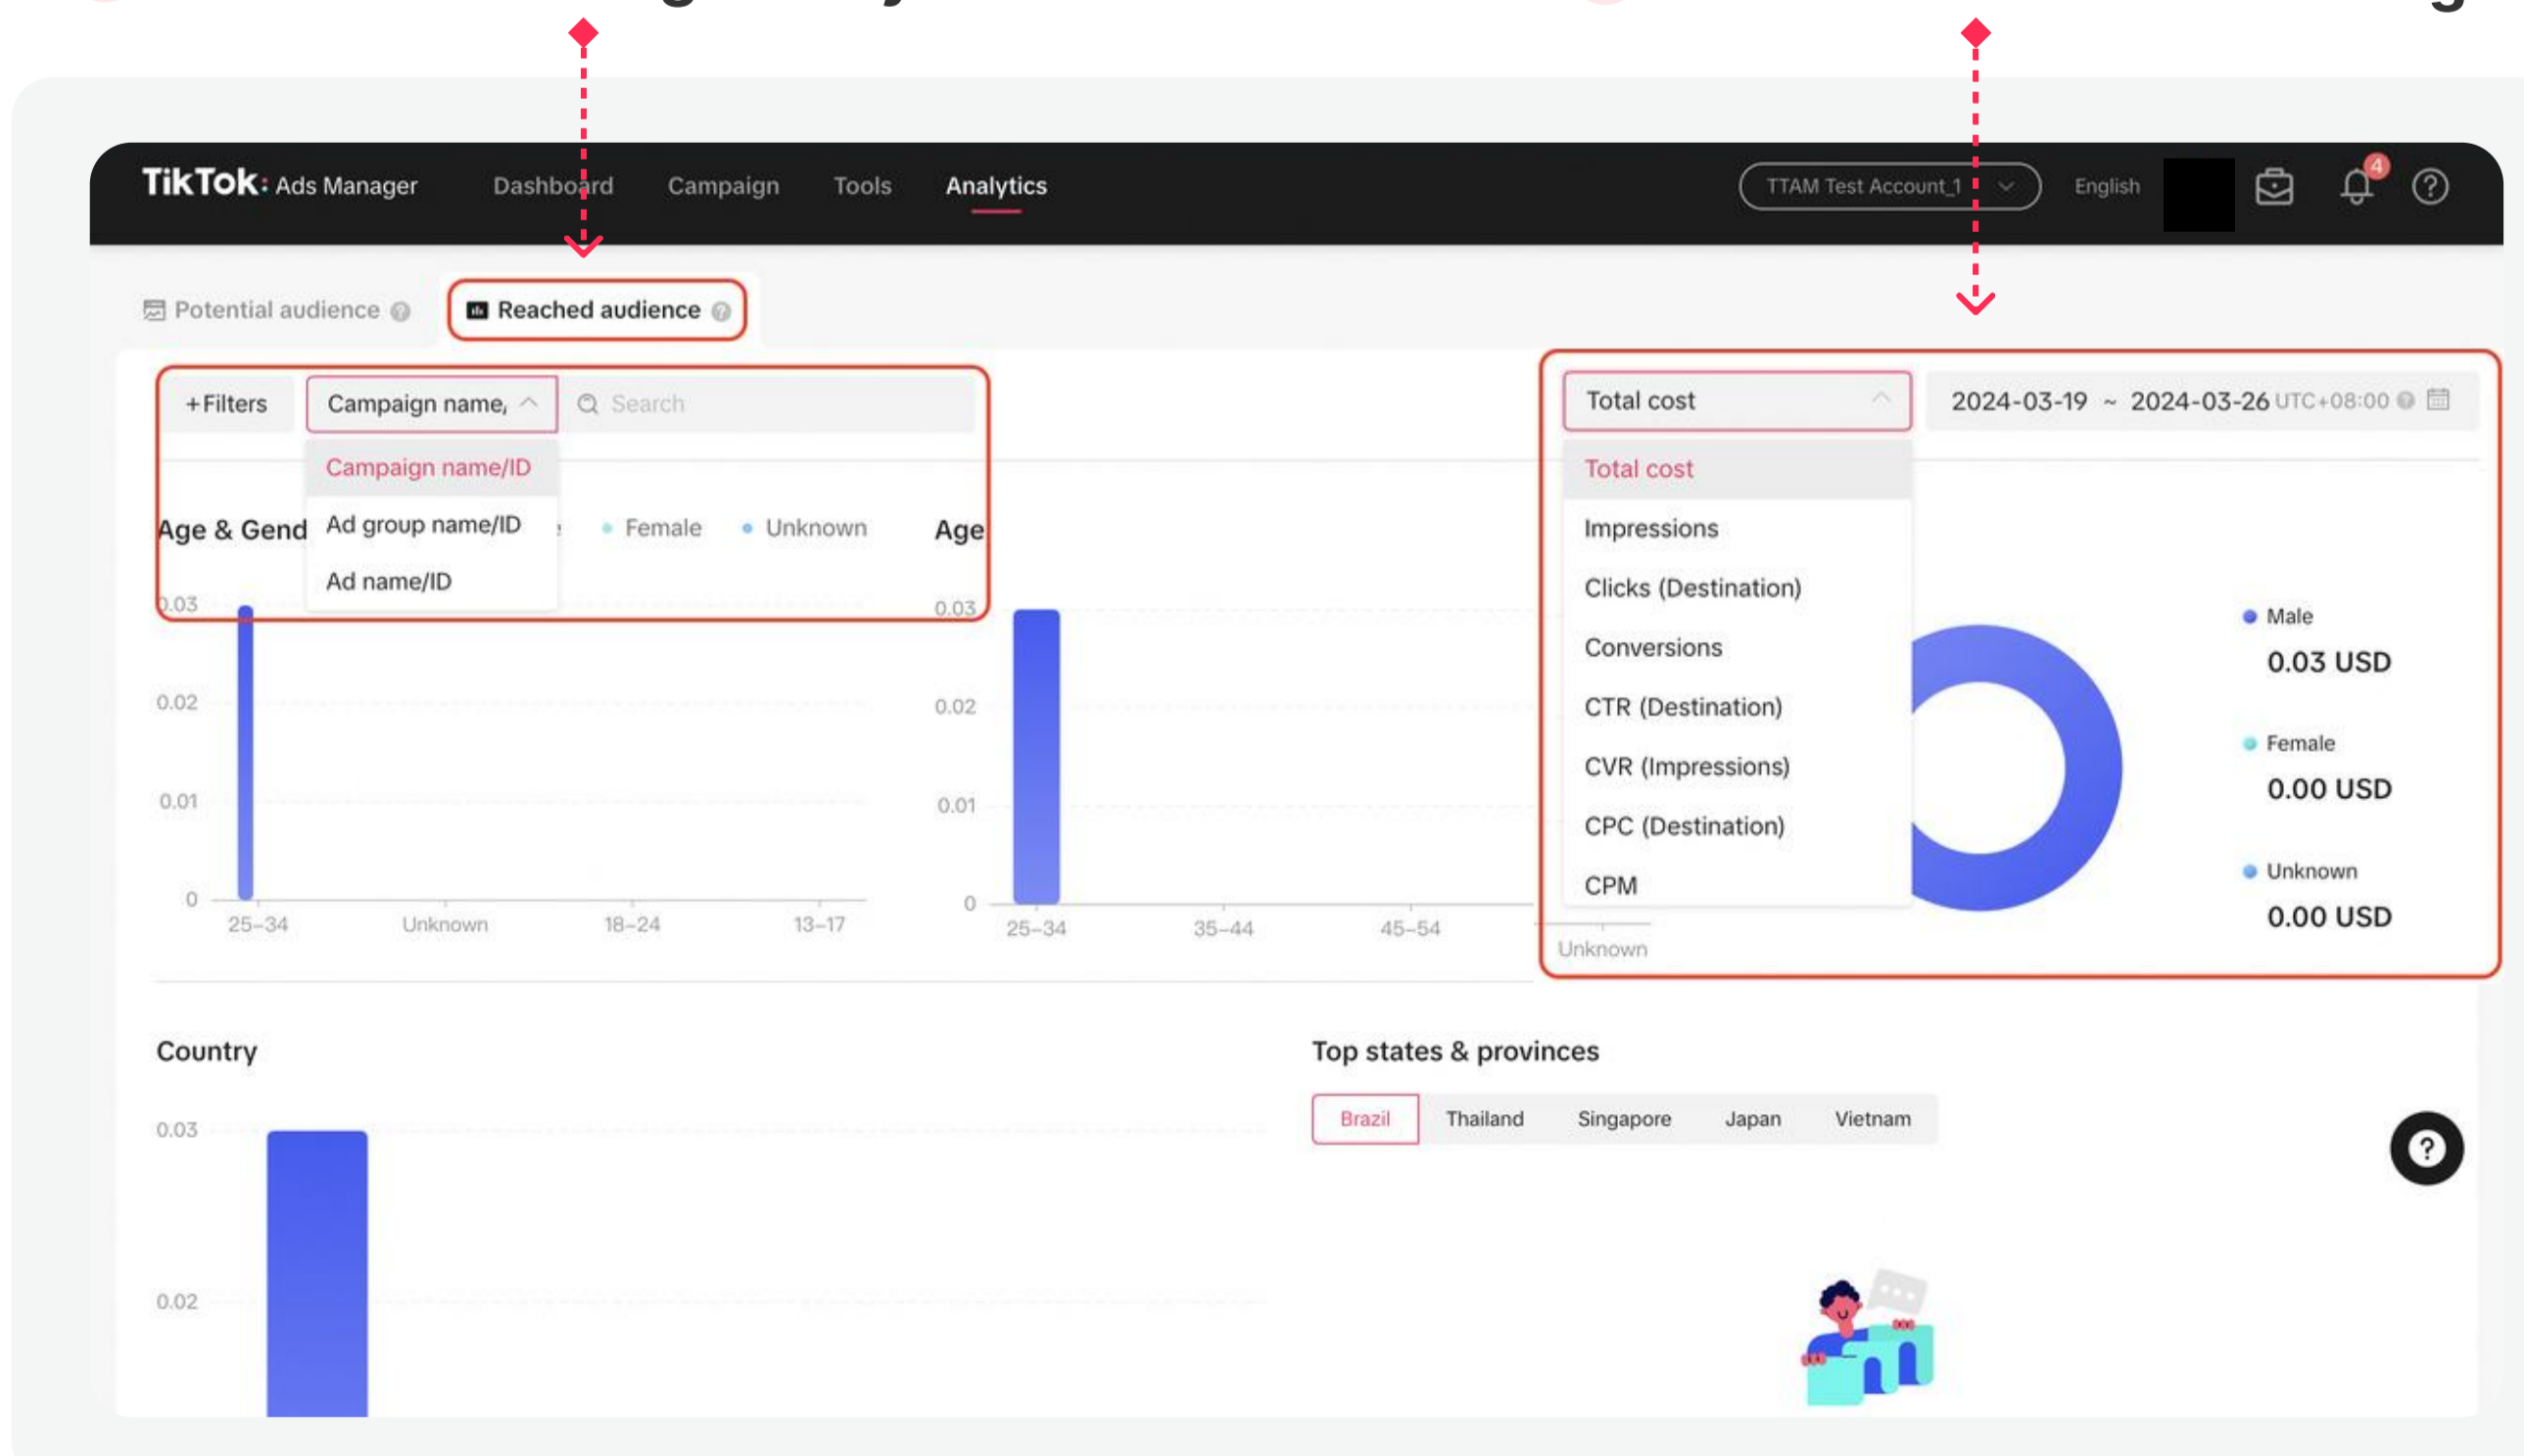 TikTok: Ads Manager Dashboard Campaign Tools Analytics TTAM Test Account_1 English 4
Potential audience Reached audience
+Filters Campaign name, Search Total cost 2024-03-19 ~ 2024-03-26 UTC+08:00
Campaign name/ID
Ad group name/ID
Ad name/ID
Total cost
Impressions
Clicks (Destination)
Conversions
CTR (Destination)
CVR (Impressions)
CPC (Destination)
CPM
Age & Gend Female Unknown
0.03
0.02
0.01
0
25–34 Unknown 18–24 13–17
Age
0.03
0.02
0.01
0
25–34 35–44 45–54 Unknown
Male
0.03 USD
Female
0.00 USD
Unknown
0.00 USD
Country
0.03
0.02
Top states & provinces
Brazil Thailand Singapore Japan Vietnam